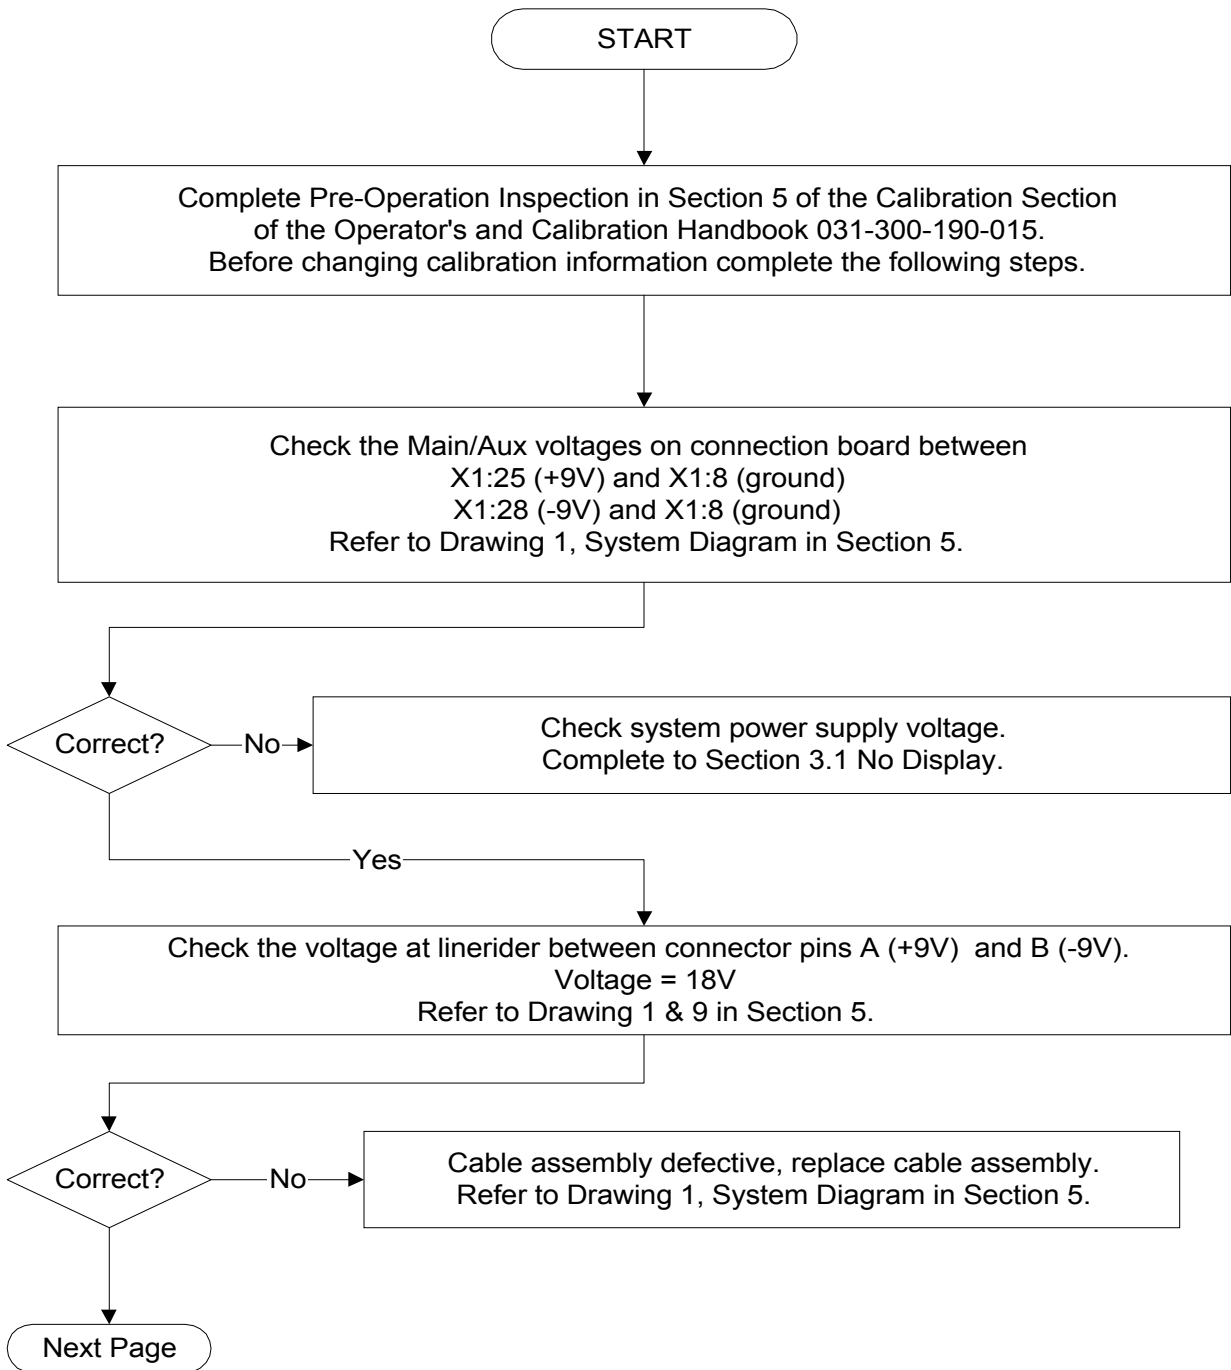 START
Complete Pre-Operation Inspection in Section 5 of the Calibration Section
of the Operator's and Calibration Handbook 031-300-190-015.
Before changing calibration information complete the following steps.
Check the Main/Aux voltages on connection board between
X1:25 (+9V) and X1:8 (ground)
X1:28 (-9V) and X1:8 (ground)
Refer to Drawing 1, System Diagram in Section 5.
Correct?
No
Check system power supply voltage.
Complete to Section 3.1 No Display.
Yes
Check the voltage at linerider between connector pins A (+9V) and B (-9V).
Voltage = 18V
Refer to Drawing 1 & 9 in Section 5.
Correct?
No
Cable assembly defective, replace cable assembly.
Refer to Drawing 1, System Diagram in Section 5.
Next Page